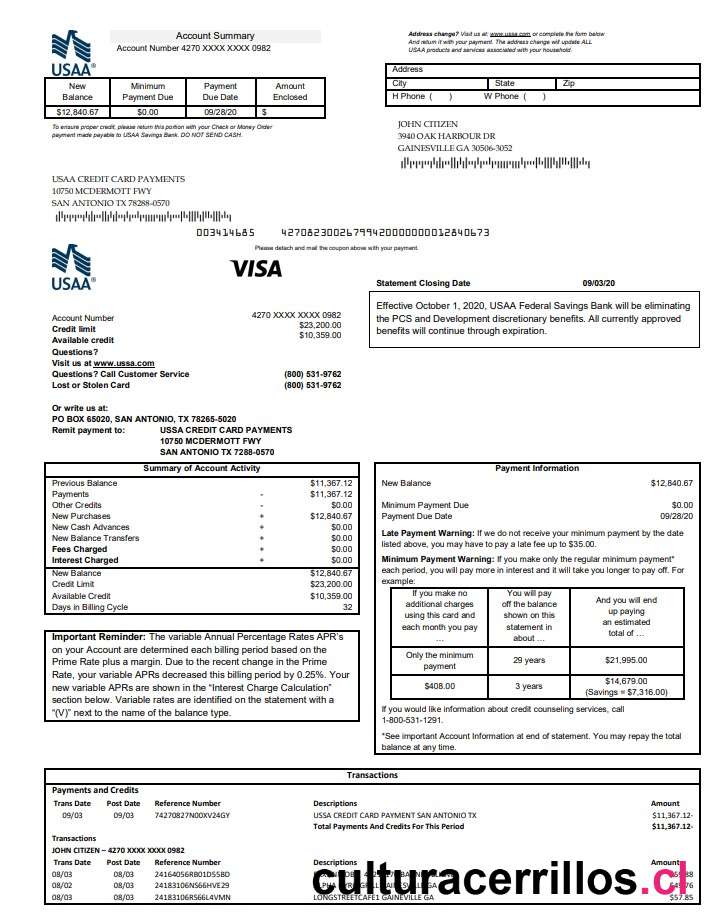 Account Summary
Account Number 4270 XXXX XXXX 0982
USAA®
New Balance
Minimum Payment Due
Payment Due Date
Amount Enclosed
$12,840.67 $0.00 09/28/20 $
To ensure proper credit, please return this portion with your Check or Money Order
payment made payable to USAA Savings Bank. DO NOT SEND CASH.
Address change? Visit us at: www.ussa.com or complete the form below
And return it with your payment. The address change will update ALL
USAA products and services associated with your household.
Address
City State Zip
H Phone ( ) W Phone ( )
JOHN CITIZEN
3940 OAK HARBOUR DR
GAINESVILLE GA 30506-3052
USAA CREDIT CARD PAYMENTS
10750 MCDERMOTT FWY
SAN ANTONIO TX 78288-0570
003414685 42708230026799420000000012840673
Please detach and mail the coupon above with your payment.
USAA®
VISA
Statement Closing Date 09/03/20
Effective October 1, 2020, USAA Federal Savings Bank will be eliminating
the PCS and Development discretionary benefits. All currently approved
benefits will continue through expiration.
Account Number 4270 XXXX XXXX 0982
Credit limit $23,200.00
Available credit $10,359.00
Questions?
Visit us at www.ussa.com
Questions? Call Customer Service (800) 531-9762
Lost or Stolen Card (800) 531-9762
Or write us at:
PO BOX 65020, SAN ANTONIO, TX 78265-5020
Remit payment to: USSA CREDIT CARD PAYMENTS
10750 MCDERMOTT FWY
SAN ANTONIO TX 7288-0570
Summary of Account Activity
Previous Balance $11,367.12
Payments - $11,367.12
Other Credits - $0.00
New Purchases + $12,840.67
New Cash Advances + $0.00
New Balance Transfers + $0.00
Fees Charged + $0.00
Interest Charged + $0.00
New Balance $12,840.67
Credit Limit $23,200.00
Available Credit $10,359.00
Days in Billing Cycle 32
Important Reminder: The variable Annual Percentage Rates APR's
on your Account are determined each billing period based on the
Prime Rate plus a margin. Due to the recent change in the Prime
Rate, your variable APRs decreased this billing period by 0.25%. Your
new variable APRs are shown in the “Interest Charge Calculation”
section below. Variable rates are identified on the statement with a
“(V)” next to the name of the balance type.
Payment Information
New Balance $12,840.67
Minimum Payment Due $0.00
Payment Due Date 09/28/20
Late Payment Warning: If we do not receive your minimum payment by the date
listed above, you may have to pay a late fee up to $35.00.
Minimum Payment Warning: If you make only the regular minimum payment*
each period, you will pay more in interest and it will take you longer to pay off. For
example:
If you make no
additional charges
using this card and
each month you pay
…
You will pay
off the balance
shown on this
statement in
about …
And you will end
up paying
an estimated
total of …
Only the minimum
payment
29 years
$21,995.00
$408.00
3 years
$14,679.00
(Savings = $7,316.00)
If you would like information about credit counseling services, call
1-800-531-1291.
*See important Account Information at end of statement. You may repay the total
balance at any time.
Transactions
Payments and Credits
Trans Date Post Date Reference Number Descriptions Amount
09/03 09/03 74270827N00XV24GY USSA CREDIT CARD PAYMENT SAN ANTONIO TX $11,367.12-
Total Payments And Credits For This Period $11,367.12-
Transactions
JOHN CITIZEN – 4270 XXXX XXXX 0982
Trans Date Post Date Reference Number Descriptions Amount
08/03 08/03 24164056RB01D55BD
08/02 08/03 24183106NS66HVE29
08/03 08/03 24183106RS66L4VMN LONGSTREETCAFE1 GAINEVILLE GA $57.85
culturacerrillos.cl